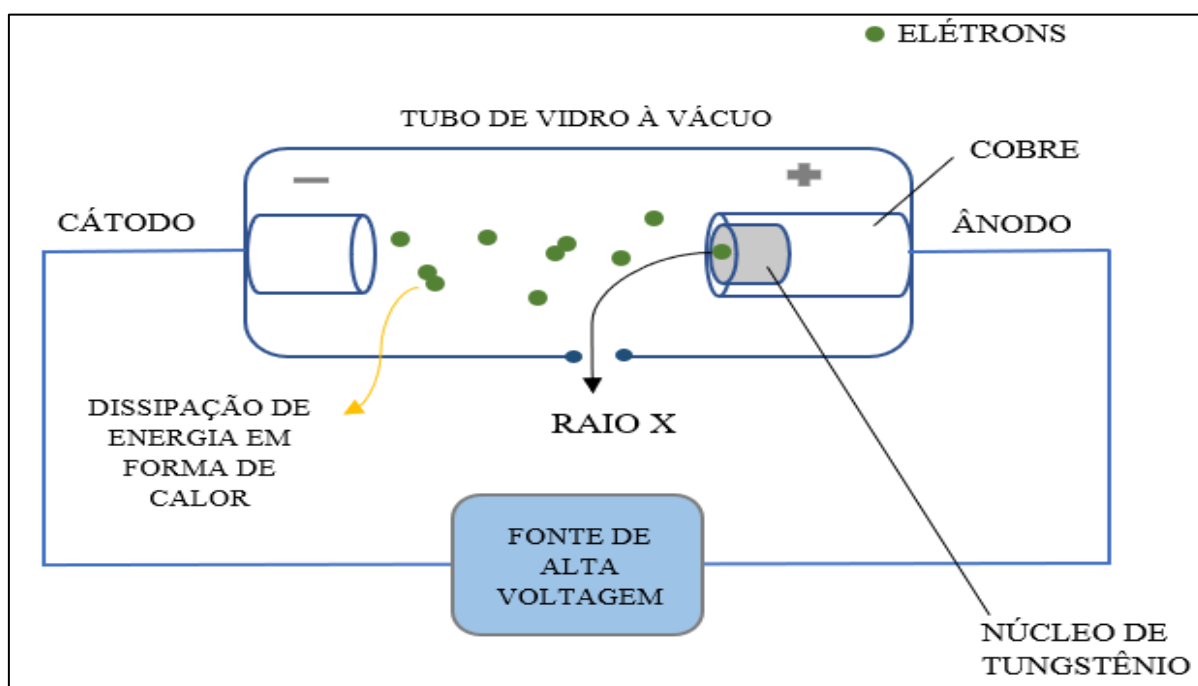 ELÉTRONS
TUBO DE VIDRO À VÁCUO
COBRE
CÁTODO
ÂNODO
DISSIPAÇÃO DE
ENERGIA EM
FORMA DE
CALOR
RAIO X
FONTE DE
ALTA
VOLTAGEM
NÚCLEO DE
TUNGSTÊNIO